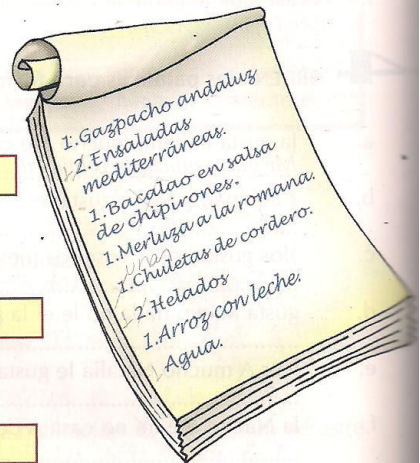 1.Gazpacho andaluz
2.Ensaladas
mediterráneas.
1.Bacalao en salsa
de chipirones.
1.Merluza a la romana.
una
1.Chuletas de cordero.
2.Helados
1.Arroz con leche.
Agua.